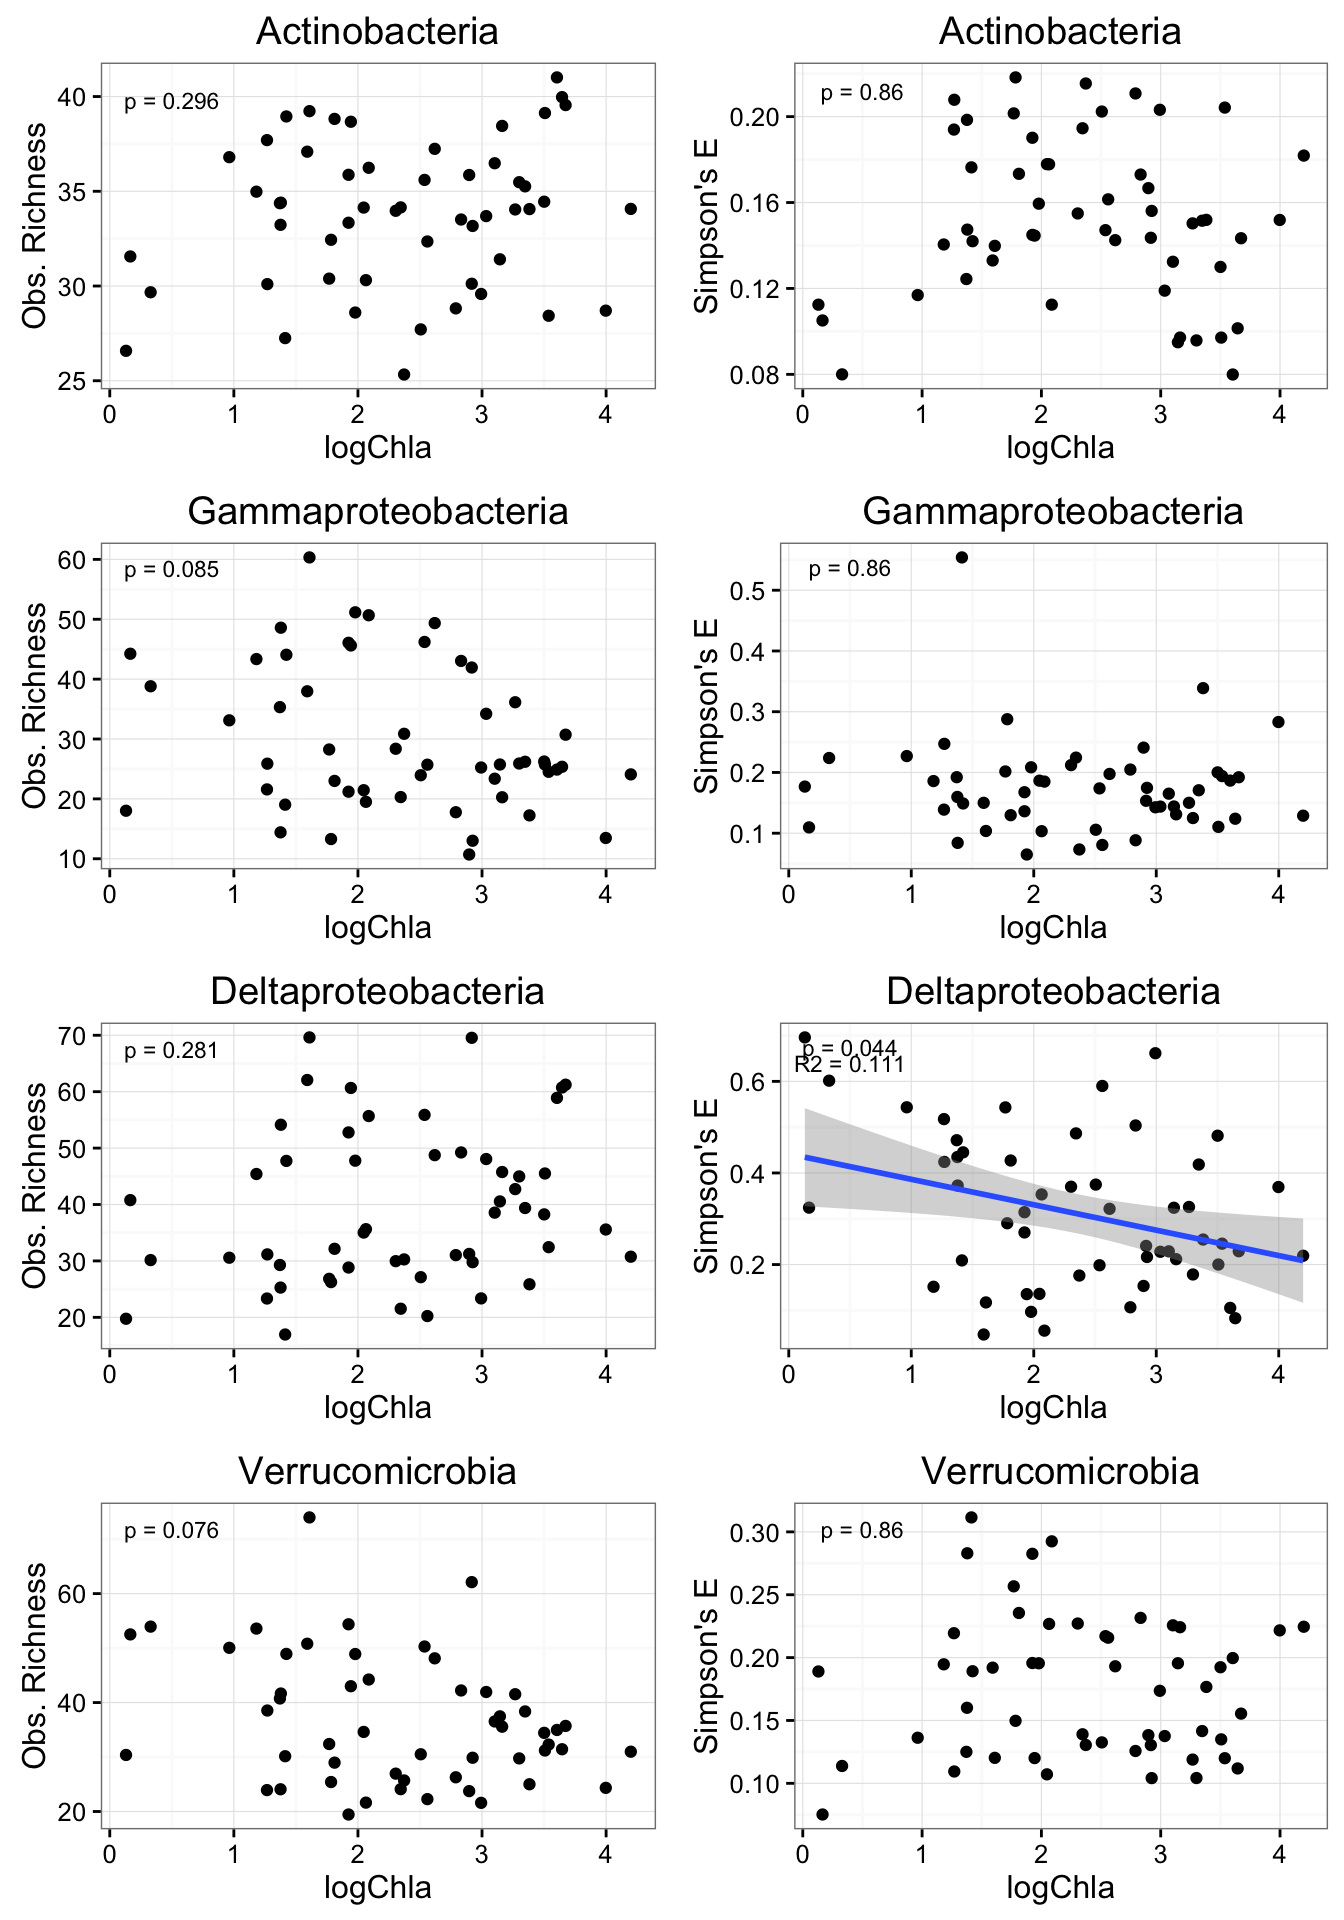 Actinobacteria
p = 0.296
Obs. Richness
40
35
30
25
0 1 2 3 4
logChla
Actinobacteria
p = 0.86
Simpson's E
0.20
0.16
0.12
0.08
0 1 2 3 4
logChla
Gammaproteobacteria
p = 0.085
Obs. Richness
60
50
40
30
20
10
0 1 2 3 4
logChla
Gammaproteobacteria
p = 0.86
Simpson's E
0.5
0.4
0.3
0.2
0.1
0 1 2 3 4
logChla
Deltaproteobacteria
p = 0.281
Obs. Richness
70
60
50
40
30
20
0 1 2 3 4
logChla
Deltaproteobacteria
p = 0.044
R2 = 0.111
Simpson's E
0.6
0.4
0.2
0 1 2 3 4
logChla
Verrucomicrobia
p = 0.076
Obs. Richness
60
40
20
0 1 2 3 4
logChla
Verrucomicrobia
p = 0.86
Simpson's E
0.30
0.25
0.20
0.15
0.10
0 1 2 3 4
logChla